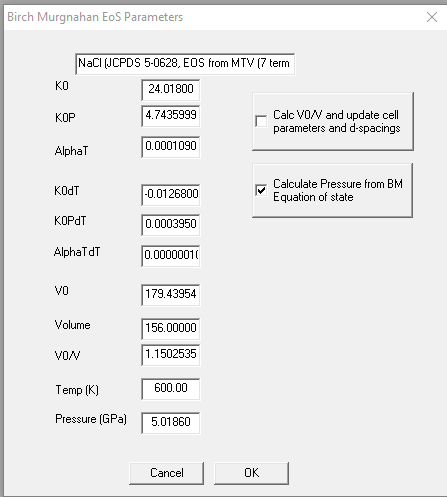 Birch Murgnahan EoS Parameters
NaCl (JCPDS 5-0628, EOS from MTV (7 term
K0 24.01800
K0P 4.7435999
AlphaT 0.0001090
Calc V0/V and update cell
parameters and d-spacings
K0dT -0.0126800
Calculate Pressure from BM
Equation of state
K0PdT 0.0003950
AlphaTdT 0.0000001(
V0 179.43954
Volume 156.00000
V0/V 1.1502535
Temp (K) 600.00
Pressure (GPa) 5.01860
Cancel OK